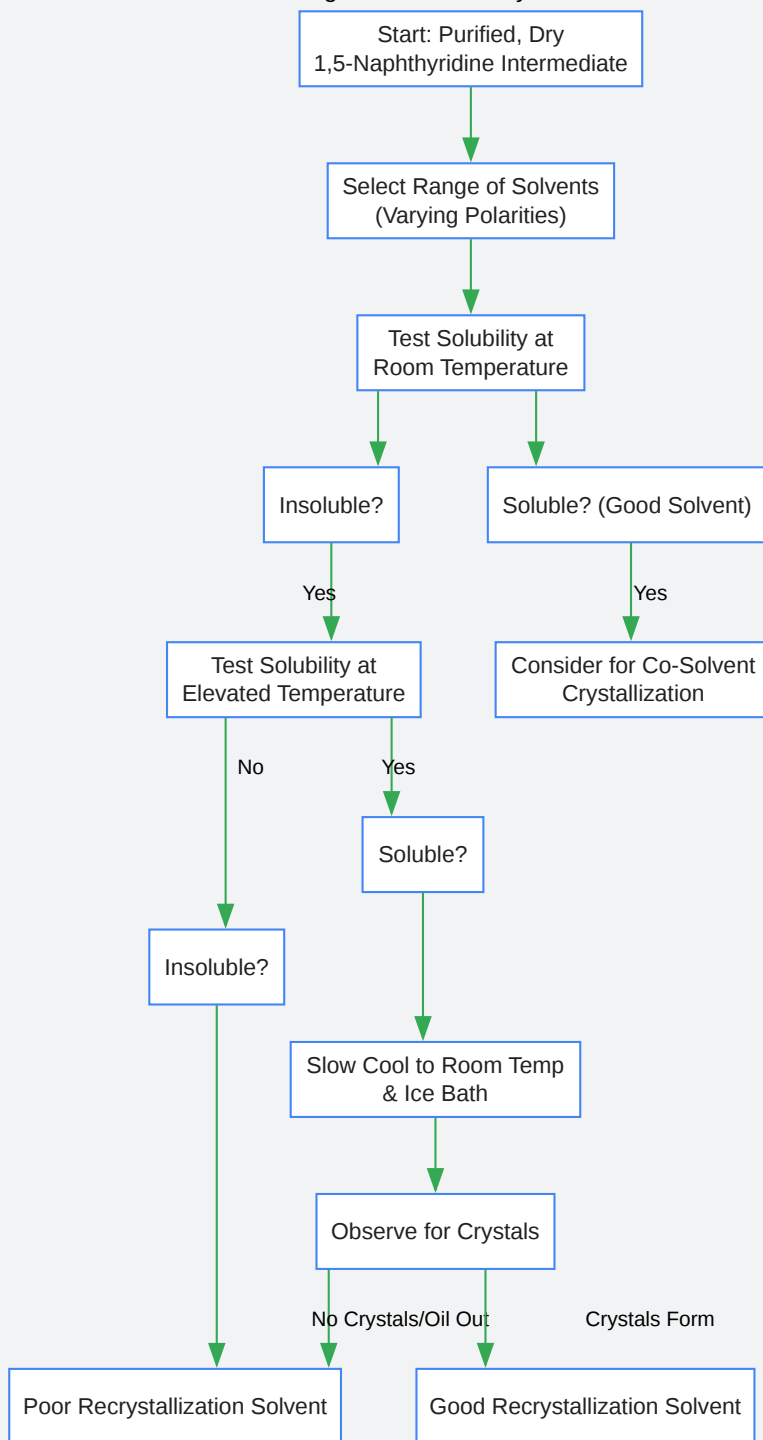 Start: Purified, Dry
1,5-Naphthyridine Intermediate
Select Range of Solvents
(Varying Polarities)
Test Solubility at
Room Temperature
Insoluble?
Soluble? (Good Solvent)
Yes
Yes
Test Solubility at
Elevated Temperature
Consider for Co-Solvent
Crystallization
No
Yes
Soluble?
Insoluble?
Slow Cool to Room Temp
& Ice Bath
Observe for Crystals
No Crystals/Oil Out
Crystals Form
Poor Recrystallization Solvent
Good Recrystallization Solvent